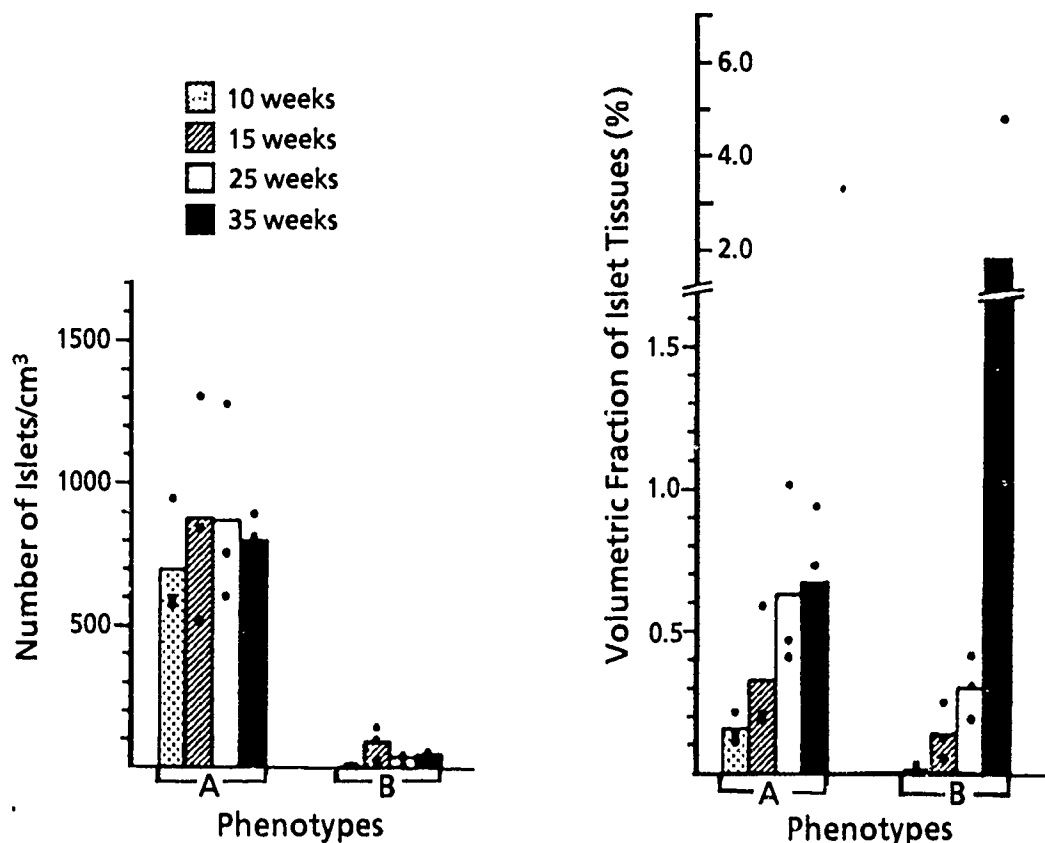 10 weeks
15 weeks
25 weeks
35 weeks
Number of Islets/cm³
1500
1000
500
A
B
Phenotypes
Volumetric Fraction of Islet Tissues (%)
6.0
4.0
2.0
1.5
1.0
0.5
A
B
Phenotypes